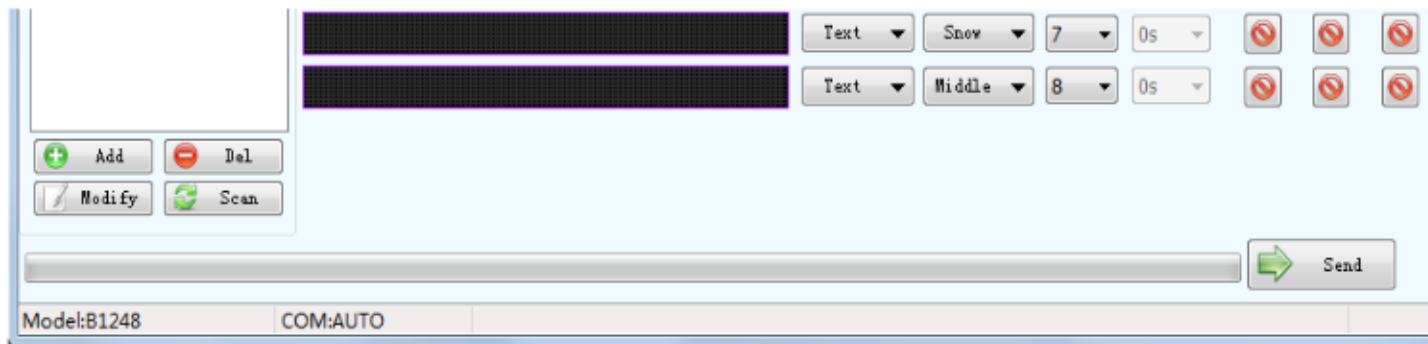 Text Snow 7 0s
Text Middle 8 0s
Add Del
Modify Scan
Send
Model:B1248 COM:AUTO